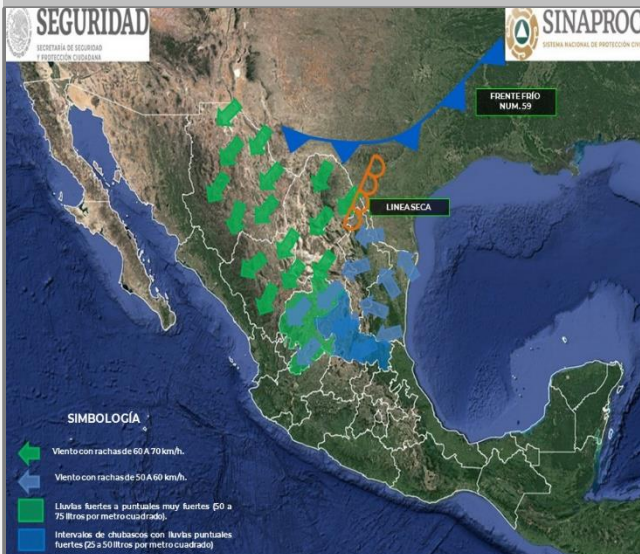 SEGURIDAD
SECRETARÍA DE SEGURIDAD
Y PROTECCIÓN CIUDADANA
SINAPROC
SISTEMA NACIONAL DE PROTECCIÓN CIVI
FRENTE FRÍO
NUM. 59
LINEA SECA
SIMBOLOGÍA
Viento con rachas de 60 A 70 km/h.
Viento con rachas de 50 A 60 km/h.
Lluvias fuertes a puntuales muy fuertes (50 a
75 litros por metro cuadrado).
Intervalos de chubascos con lluvias puntuales
fuertes (25 a 50 litros por metro cuadrado)